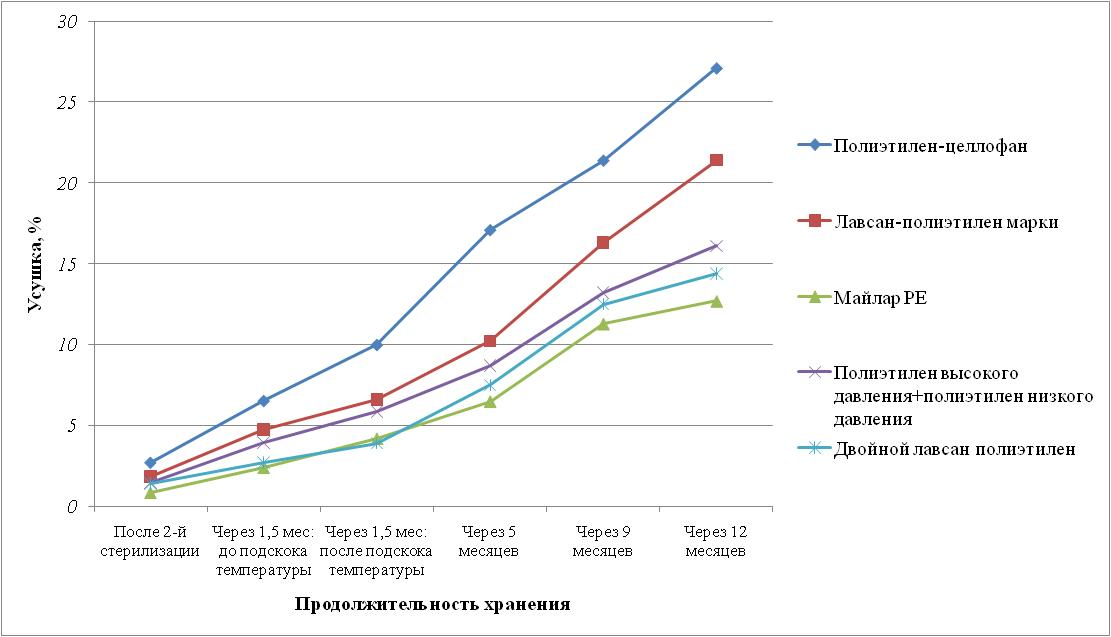 30
25
20
15
10
5
0
Усушка, %
После 2-й
стерилизации
Через 1,5 мес:
до подскока
температуры
Через 1,5 мес:
после подскока
температуры
Через 5
месяцев
Через 9
месяцев
Через 12
месяцев
Продолжительность хранения
Полиэтилен-целлофан
Лавсан-полиэтилен марки
Майлар PE
Полиэтилен высокого
давления+полиэтилен низкого
давления
Двойной лавсан полиэтилен